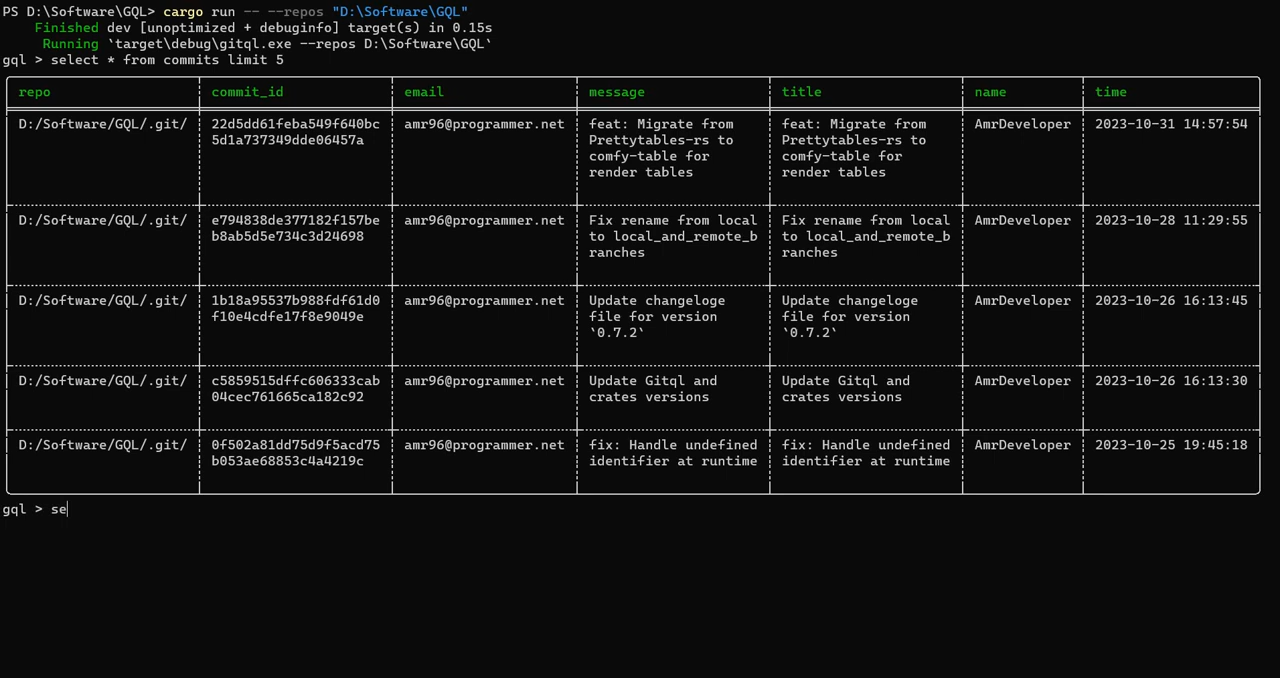 PS D:\Software\GQL> cargo run -- --repos "D:\Software\GQL"
Finished dev [unoptimized + debuginfo] target(s) in 0.15s
Running `target\debug\gitql.exe --repos D:\Software\GQL`
gql > select * from commits limit 5
repo commit_id email message title name time
D:/Software/GQL/.git/ 22d5dd61feba549f640bc amr96@programmer.net feat: Migrate from feat: Migrate from AmrDeveloper 2023-10-31 14:57:54
5d1a737349dde06457a Prettytables-rs to Prettytables-rs to
comfy-table for comfy-table for
render tables render tables
D:/Software/GQL/.git/ e794838de377182f157be amr96@programmer.net Fix rename from local Fix rename from local AmrDeveloper 2023-10-28 11:29:55
b8ab5d5e734c3d24698 to local_and_remote_b to local_and_remote_b
ranches ranches
D:/Software/GQL/.git/ 1b18a95537b988fdf61d0 amr96@programmer.net Update changeloge Update changeloge AmrDeveloper 2023-10-26 16:13:45
f10e4cdfe17f8e9049e file for version file for version
`0.7.2` `0.7.2`
D:/Software/GQL/.git/ c5859515dffc606333cab amr96@programmer.net Update Gitql and Update Gitql and AmrDeveloper 2023-10-26 16:13:30
04cec761665ca182c92 crates versions crates versions
D:/Software/GQL/.git/ 0f502a81dd75d9f5acd75 amr96@programmer.net fix: Handle undefined fix: Handle undefined AmrDeveloper 2023-10-25 19:45:18
b053ae68853c4a4219c identifier at runtime identifier at runtime
gql > se